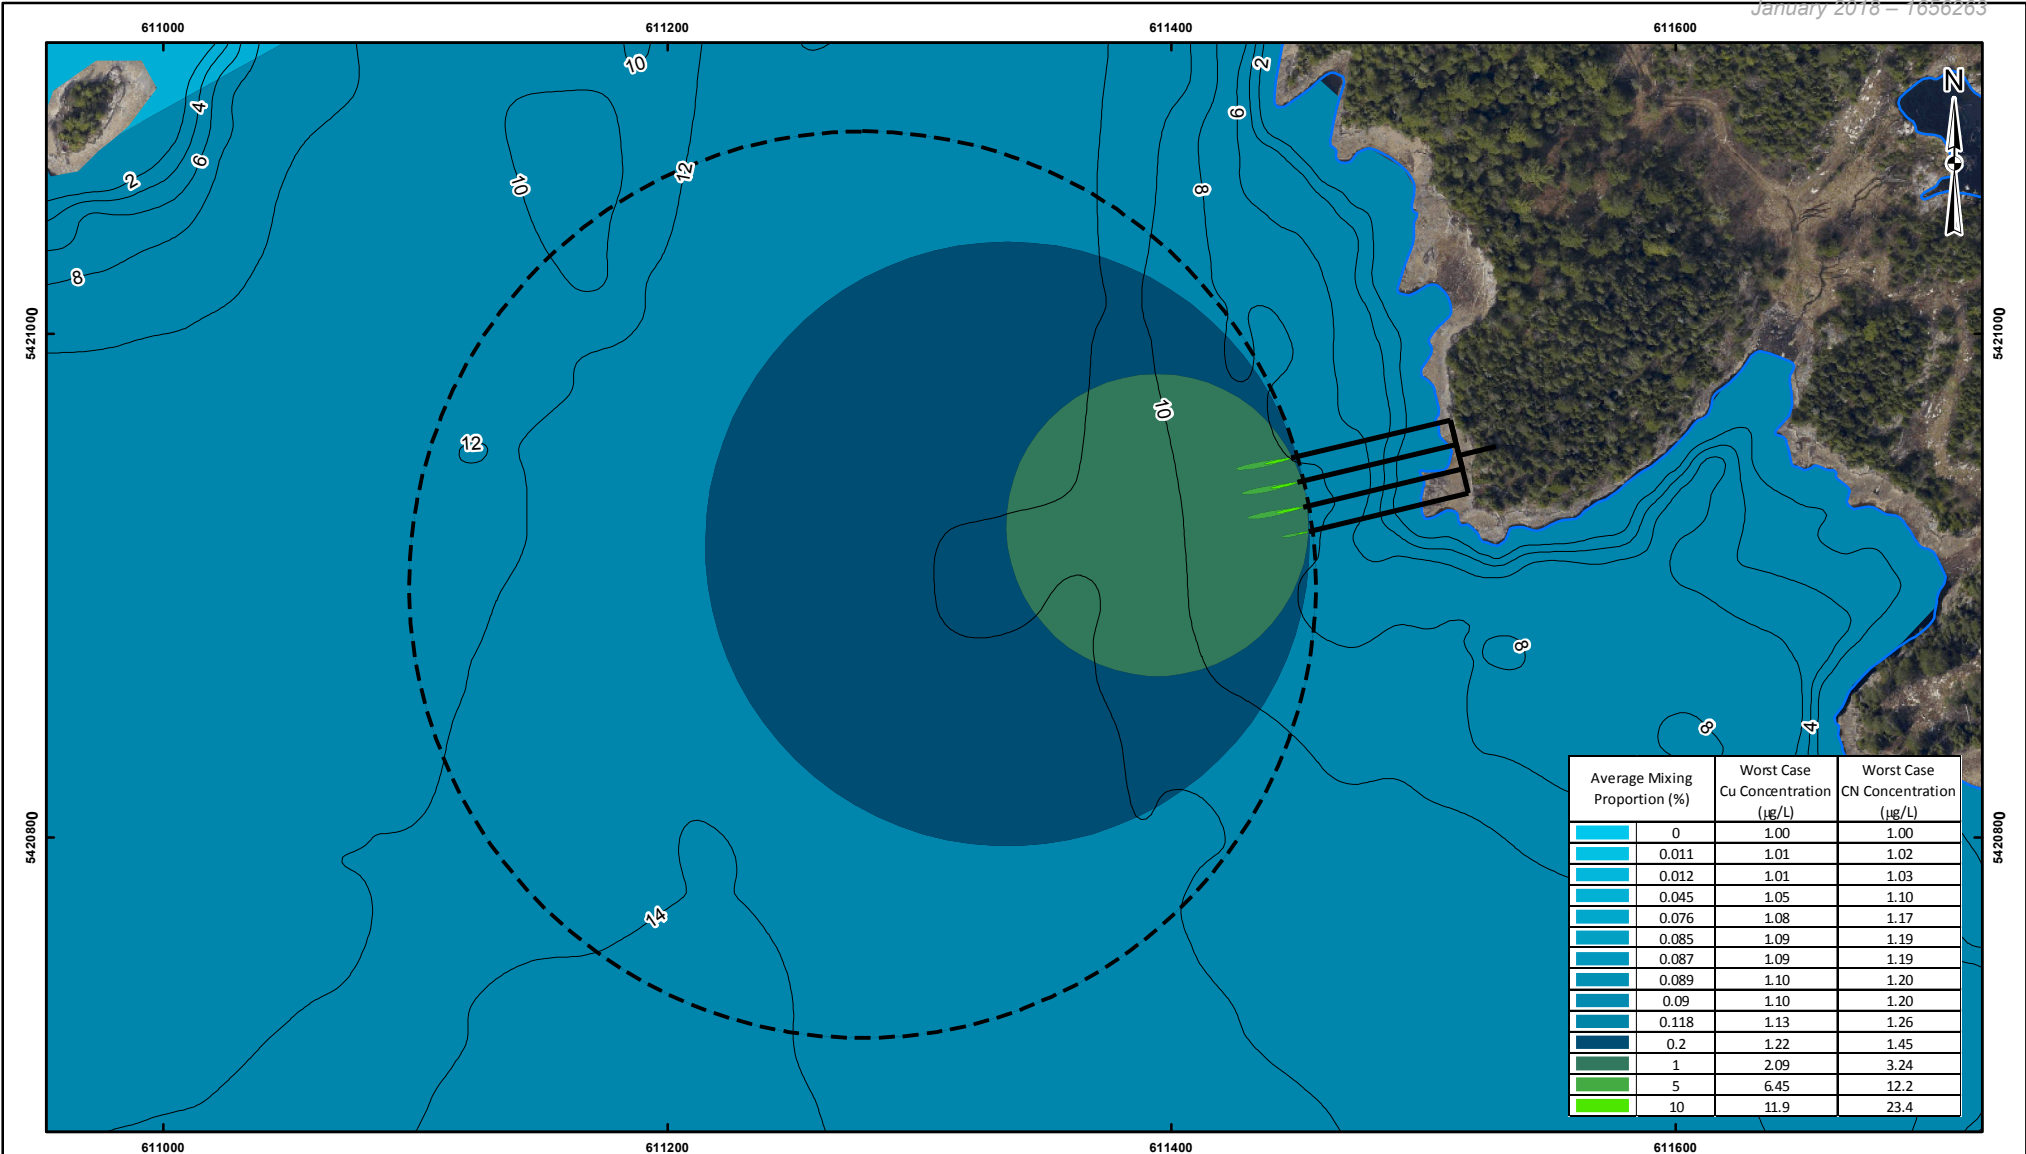 January 2018 – 1656263
611000 611200 611400 611600
N
10
2
4
6
12
8
6
2
10
8
8
5421000
5421000
10
12
8
8
4
14
5420800
5420800
Average Mixing Proportion (%) Worst Case Cu Concentration (µg/L) Worst Case CN Concentration (µg/L)
0 1.00 1.00
0.011 1.01 1.02
0.012 1.01 1.03
0.045 1.05 1.10
0.076 1.08 1.17
0.085 1.09 1.19
0.087 1.09 1.19
0.089 1.10 1.20
0.09 1.10 1.20
0.118 1.13 1.26
0.2 1.22 1.45
1 2.09 3.24
5 6.45 12.2
10 11.9 23.4
611000 611200 611400 611600